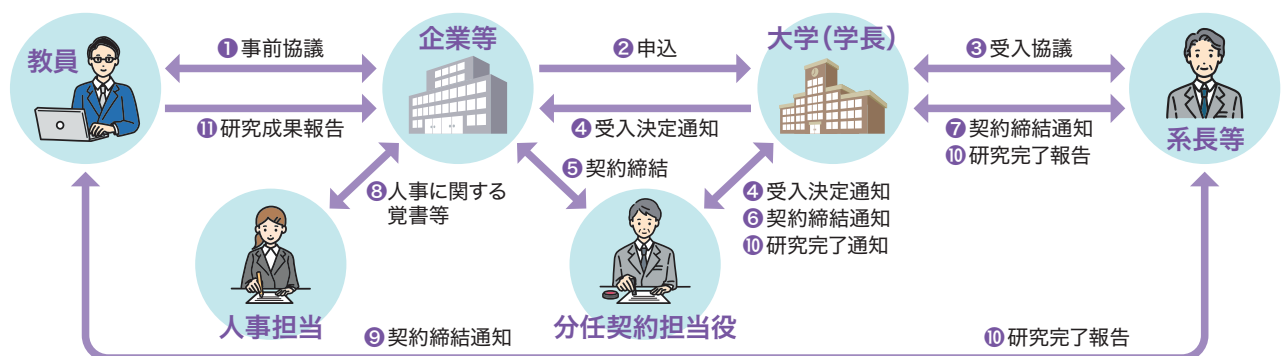 教員
❶事前協議
企業等
❷申込
大学(学長)
❸受入協議
⓫研究成果報告
❹受入決定通知
❼契約締結通知
❿研究完了報告
系長等
❽人事に関する
覚書等
❺契約締結
❹受入決定通知
❻契約締結通知
❿研究完了通知
人事担当
分任契約担当役
❾契約締結通知
❿研究完了報告